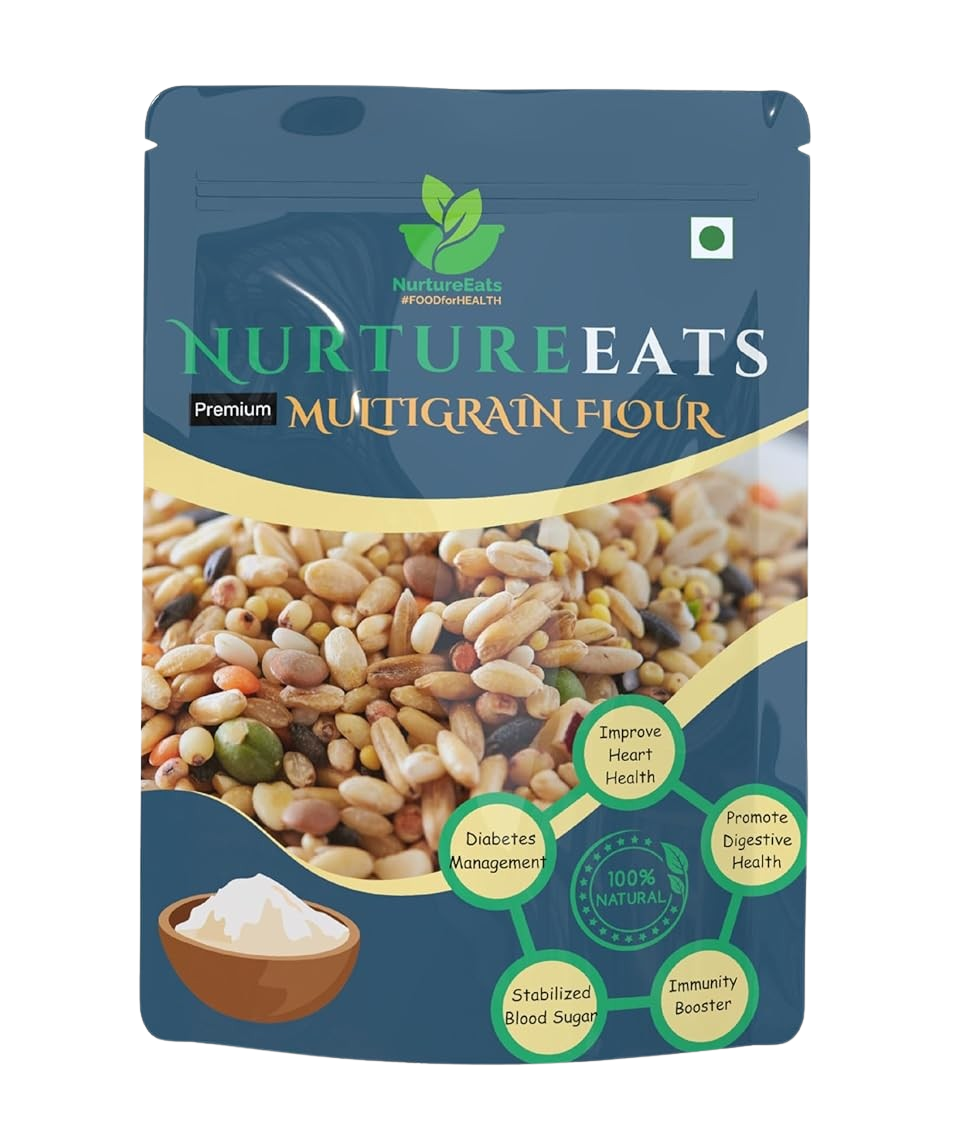 NurtureEats
#FOODforHEALTH
NURTUREEATS
Premium MULTIGRAIN FLOUR
Improve
Heart
Health
Diabetes
Management
Promote
Digestive
Health
100%
NATURAL
Stabilized
Blood Sugar
Immunity
Booster